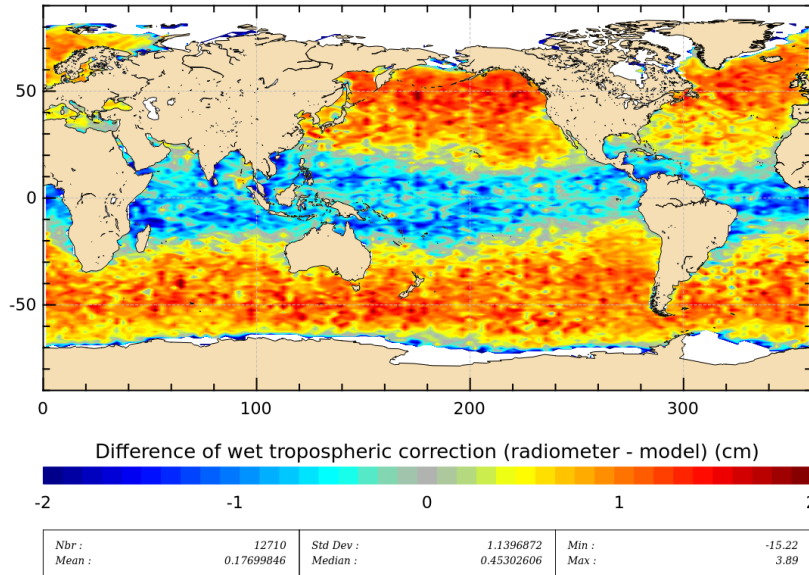 50
0
-50
0 100 200 300
Difference of wet tropospheric correction (radiometer - model) (cm)
-2 -1 0 1 2
Nbr : 12710 Std Dev : 1.1396872 Min : -15.22
Mean : 0.17699846 Median : 0.45302606 Max : 3.89